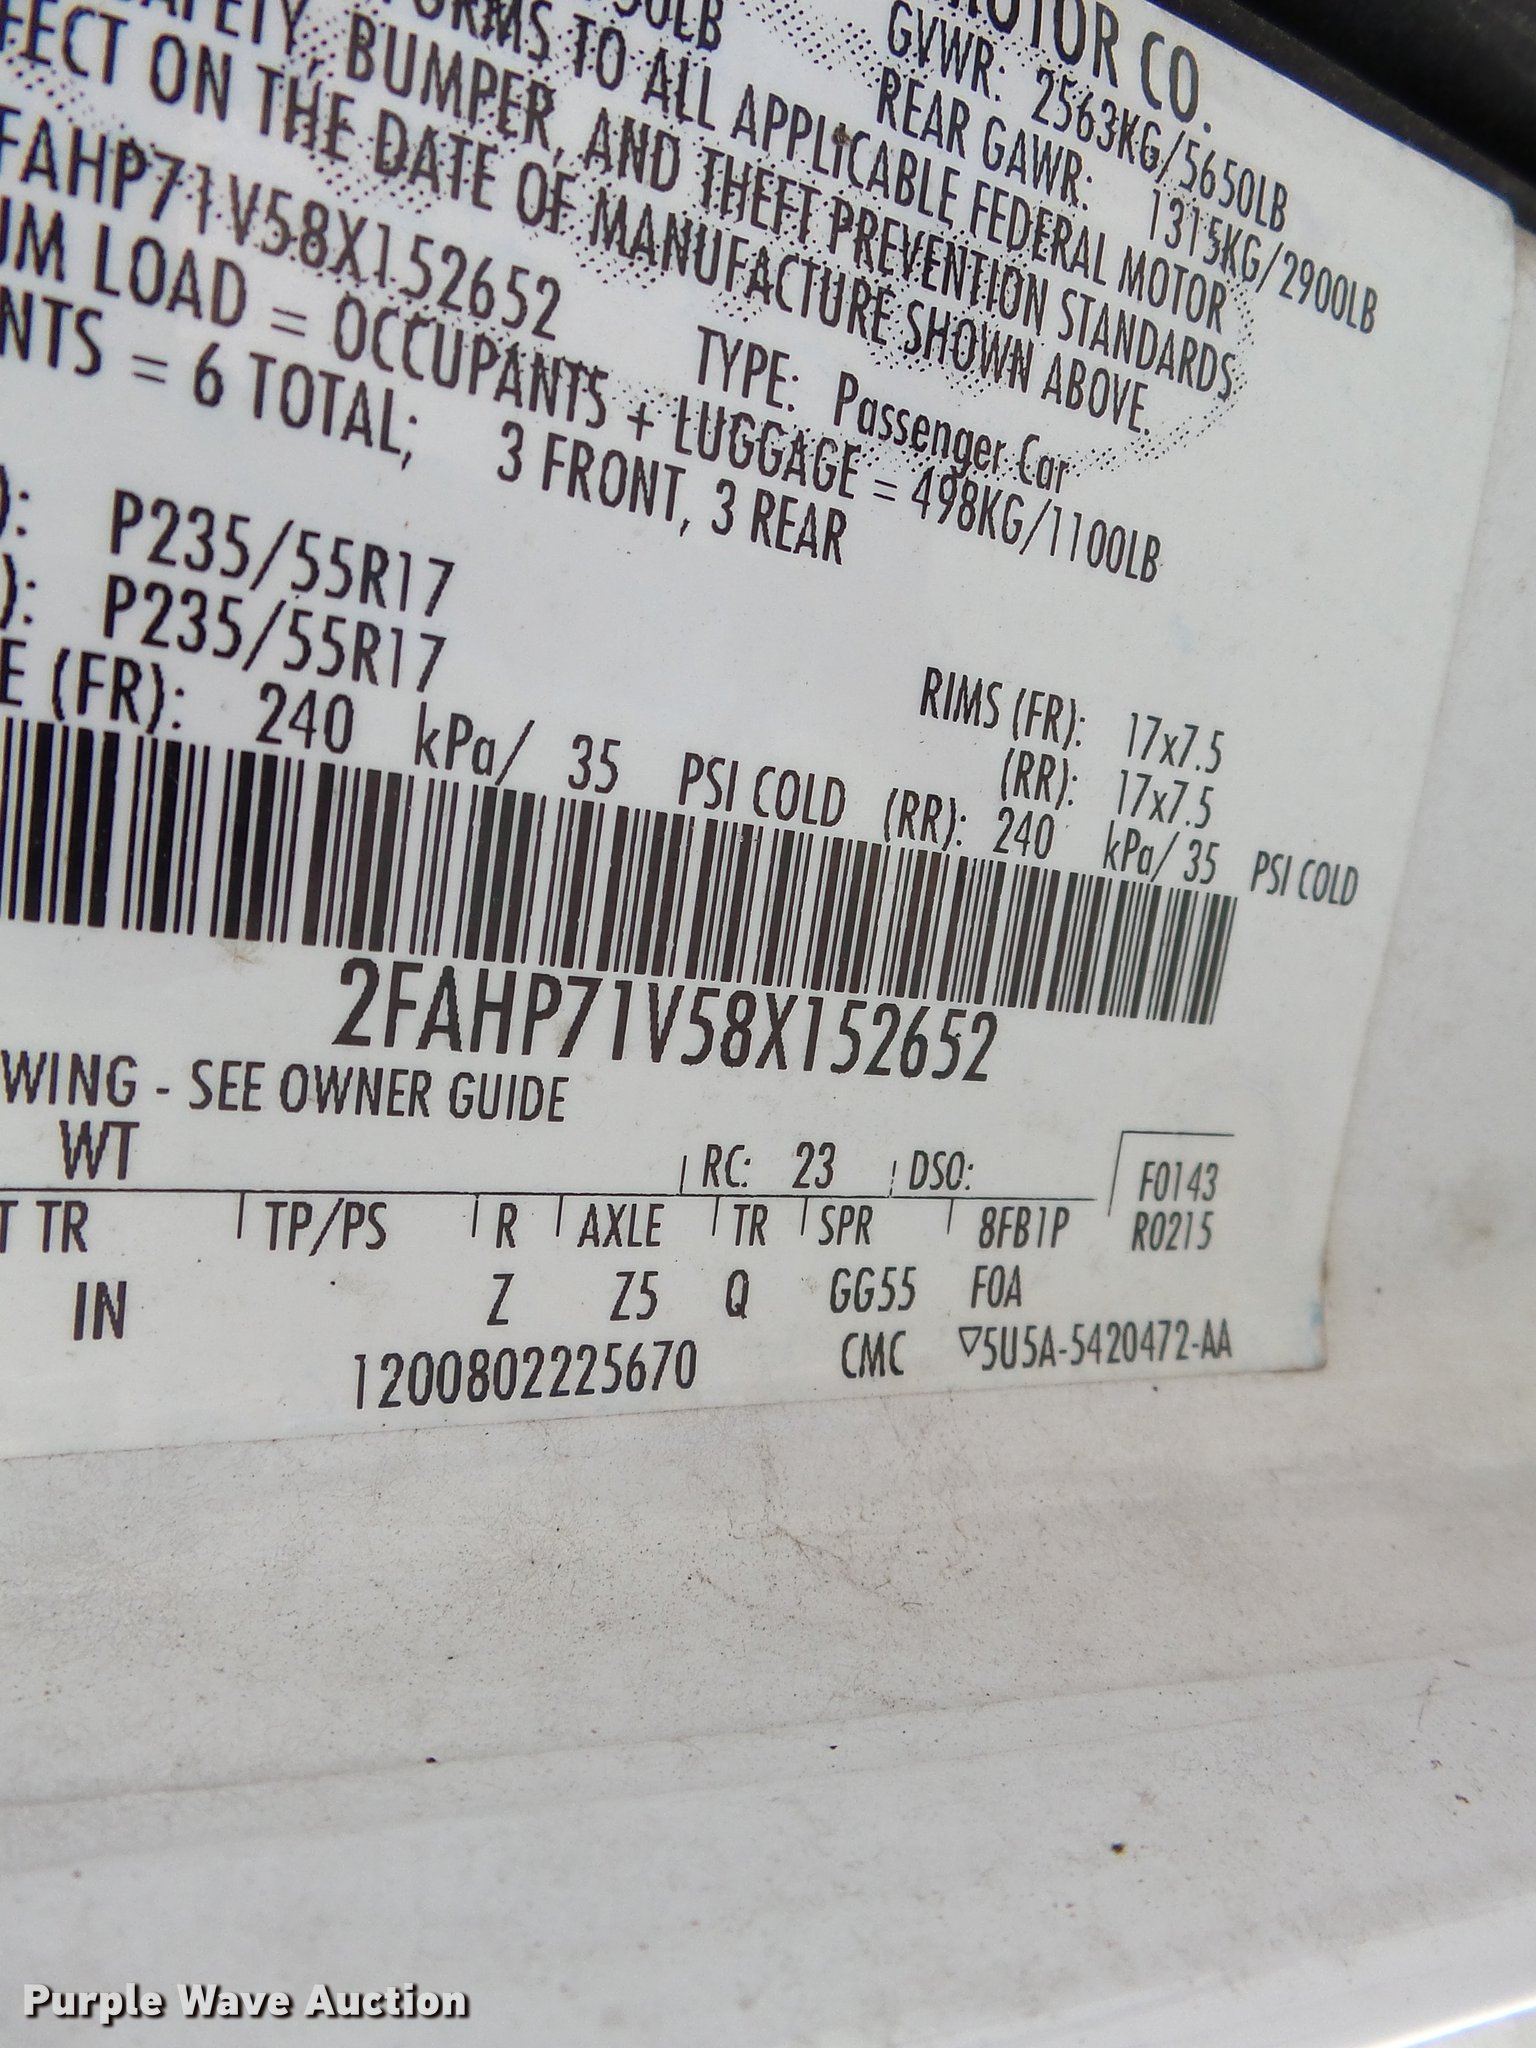 MOTOR CO.
GVWR: 2563KG/5650LB
50LB REAR GAWR: 1315KG/2900LB
TO ALL APPLICABLE FEDERAL MOTOR
BUMPER, AND THEFT PREVENTION STANDARDS
FECT ON THE DATE OF MANUFACTURE SHOWN ABOVE.
FAHP71V58X152652 TYPE: Passenger Car
UM LOAD = OCCUPANTS + LUGGAGE = 498KG/1100LB
NTS = 6 TOTAL; 3 FRONT, 3 REAR
): P235/55R17 RIMS (FR): 17x7.5
): P235/55R17 (RR): 17x7.5
E (FR): 240 kPa/ 35 PSI COLD (RR): 240 kPa/ 35 PSI COLD
2FAHP71V58X152652
WING - SEE OWNER GUIDE
WT RC: 23 DSO: F0143
T TR TP/PS R AXLE TR SPR 8FB1P R0215
IN Z Z5 Q GG55 F0A
1200802225670 CMC ▽5U5A-5420472-AA
Purple Wave Auction